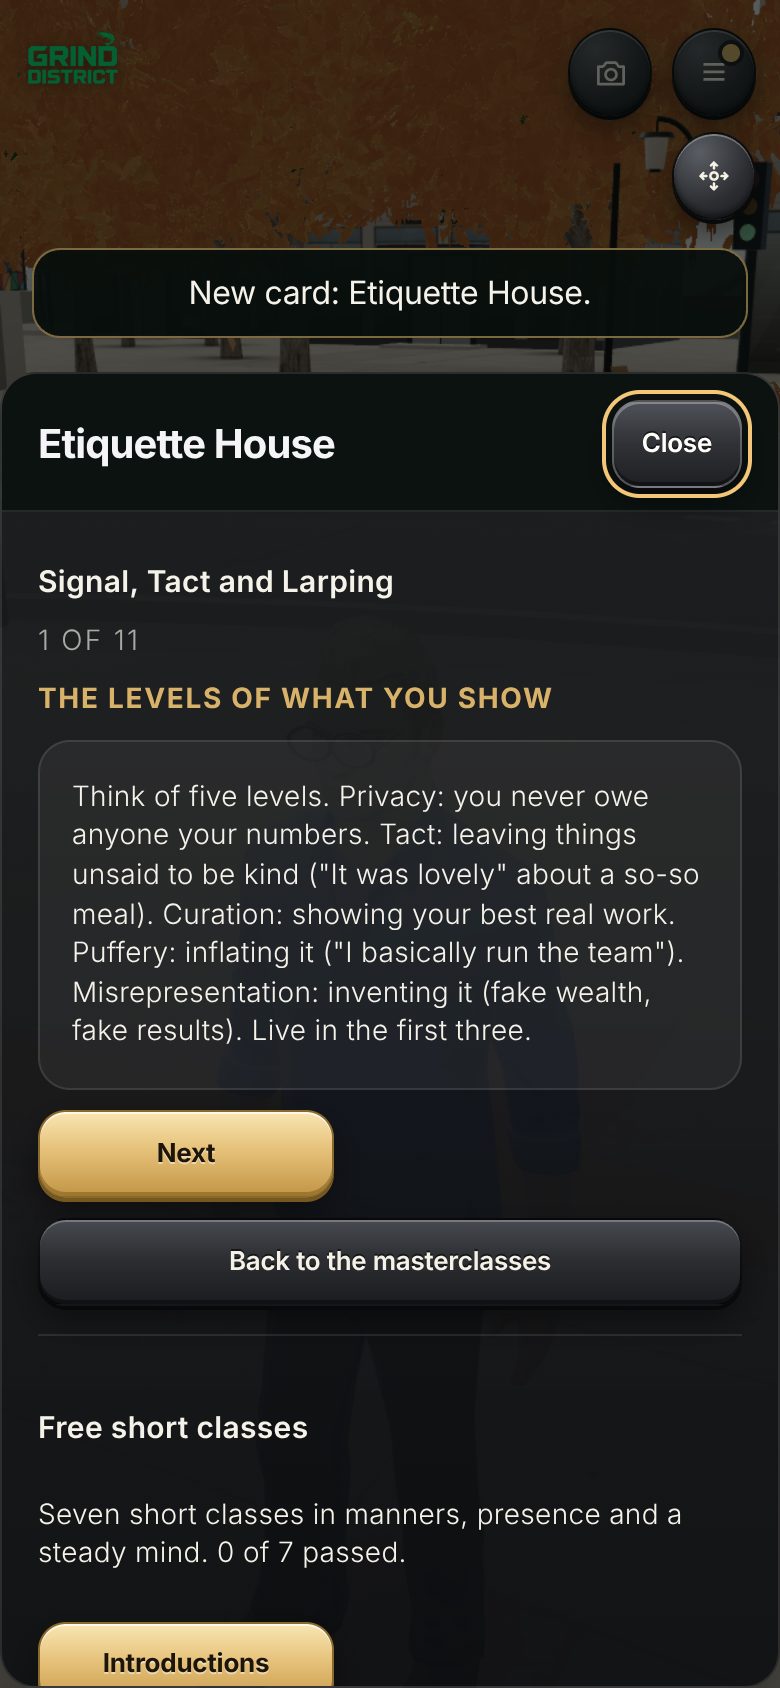 GRIND
DISTRICT
New card: Etiquette House.
Etiquette House
Close
Signal, Tact and Larping
1 OF 11
THE LEVELS OF WHAT YOU SHOW
Think of five levels. Privacy: you never owe
anyone your numbers. Tact: leaving things
unsaid to be kind ("It was lovely" about a so-so
meal). Curation: showing your best real work.
Puffery: inflating it ("I basically run the team").
Misrepresentation: inventing it (fake wealth,
fake results). Live in the first three.
Next
Back to the masterclasses
Free short classes
Seven short classes in manners, presence and a
steady mind. 0 of 7 passed.
Introductions